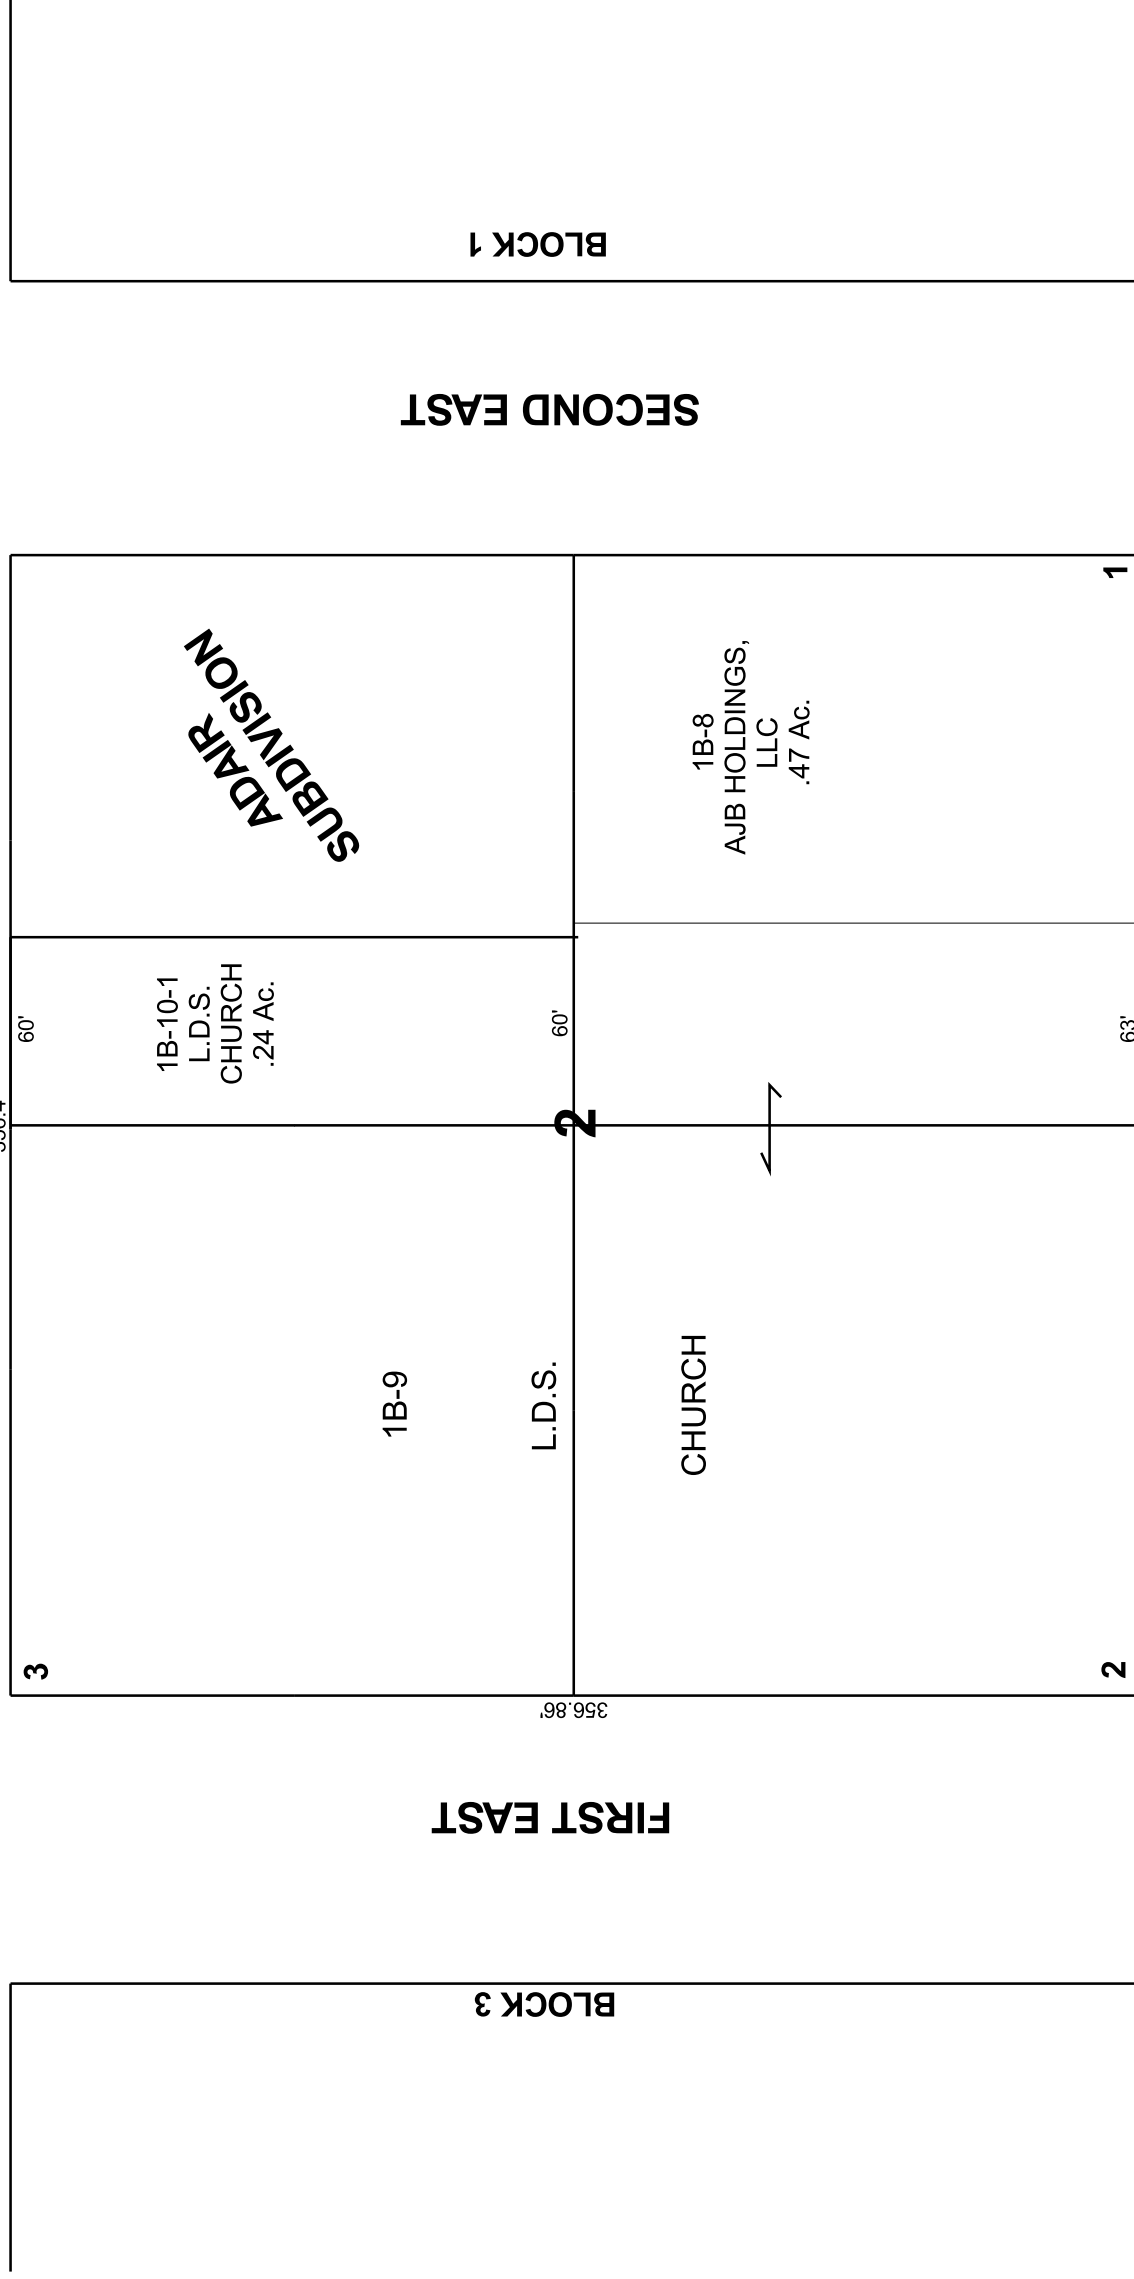 BLOCK 1
SECOND EAST
ADAIR
SUBDIVISION
1
1B-8
AJB HOLDINGS,
LLC
.47 Ac.
1B-10-1
L.D.S.
CHURCH
.24 Ac.
60'
60'
63'
2
1B-9
L.D.S.
CHURCH
3
2
356.86'
FIRST EAST
BLOCK 3